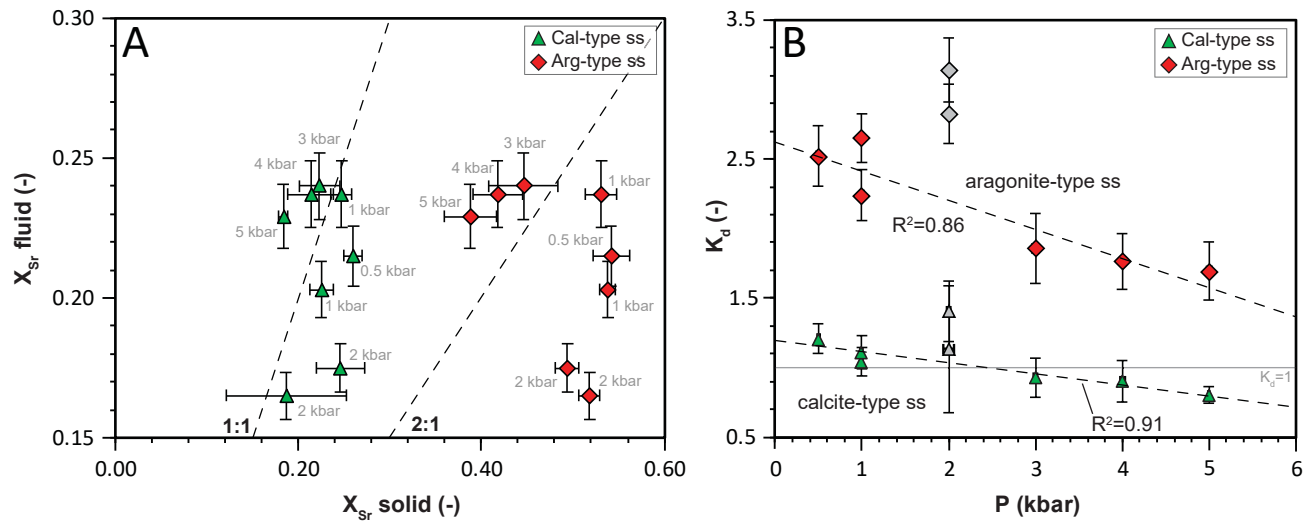 A
Cal-type ss
Arg-type ss
0.30
0.25
0.20
0.15
X_Sr fluid (-)
3 kbar
4 kbar
5 kbar
1 kbar
0.5 kbar
1 kbar
2 kbar
2 kbar
3 kbar
4 kbar
5 kbar
1 kbar
0.5 kbar
1 kbar
2 kbar
2 kbar
1:1
2:1
0.00
0.20
0.40
0.60
X_Sr solid (-)
B
Cal-type ss
Arg-type ss
3.5
2.5
1.5
0.5
K_d (-)
aragonite-type ss
R²=0.86
K_d=1
calcite-type ss
R²=0.91
0
1
2
3
4
5
6
P (kbar)